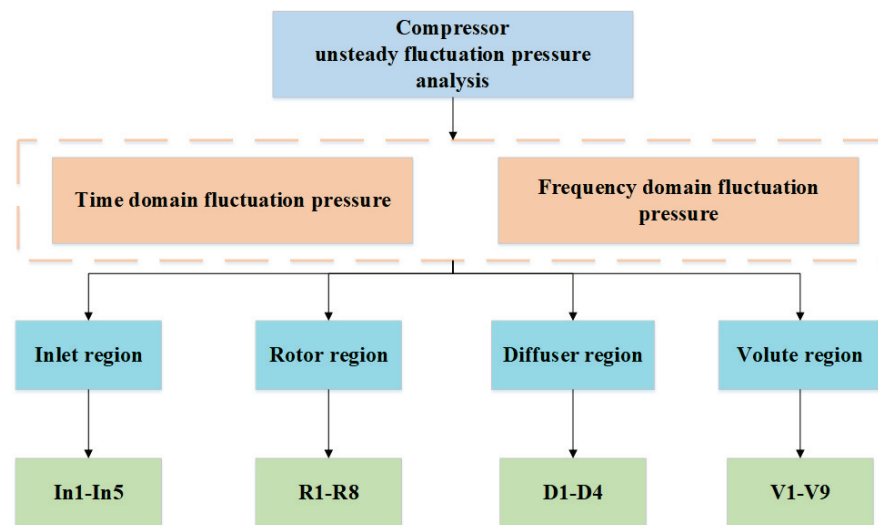 Compressor
unsteady fluctuation pressure
analysis
Time domain fluctuation pressure
Frequency domain fluctuation
pressure
Inlet region
Rotor region
Diffuser region
Volute region
In1-In5
R1-R8
D1-D4
V1-V9